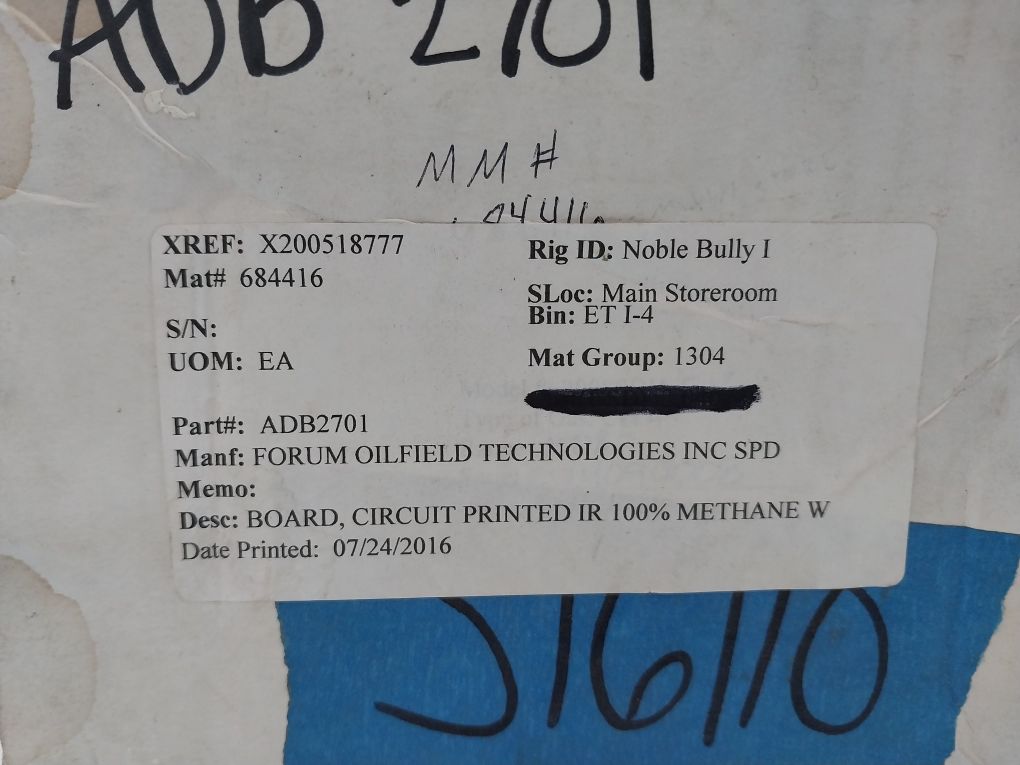 ADB 2701
MM #
XREF: X200518777
Mat# 684416
S/N:
UOM: EA
Rig ID: Noble Bully I
SLoc: Main Storeroom
Bin: ET I-4
Mat Group: 1304
Part#: ADB2701
Manf: FORUM OILFIELD TECHNOLOGIES INC SPD
Memo:
Desc: BOARD, CIRCUIT PRINTED IR 100% METHANE W
Date Printed: 07/24/2016